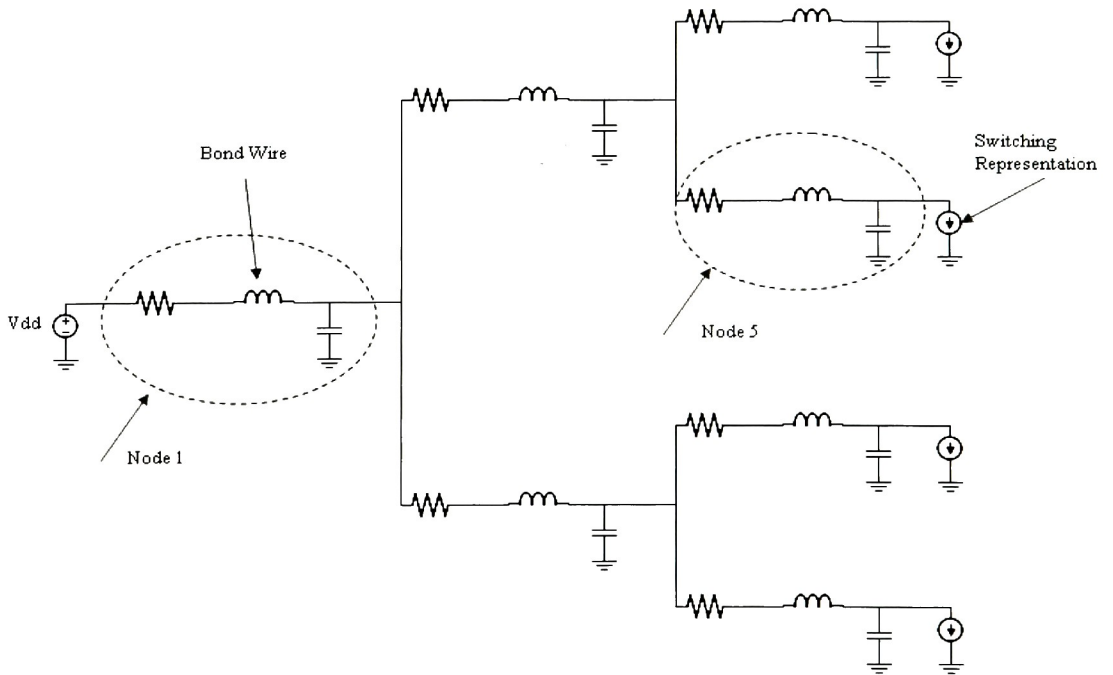 Bond Wire
Switching
Representation
Vdd
Node 5
Node 1